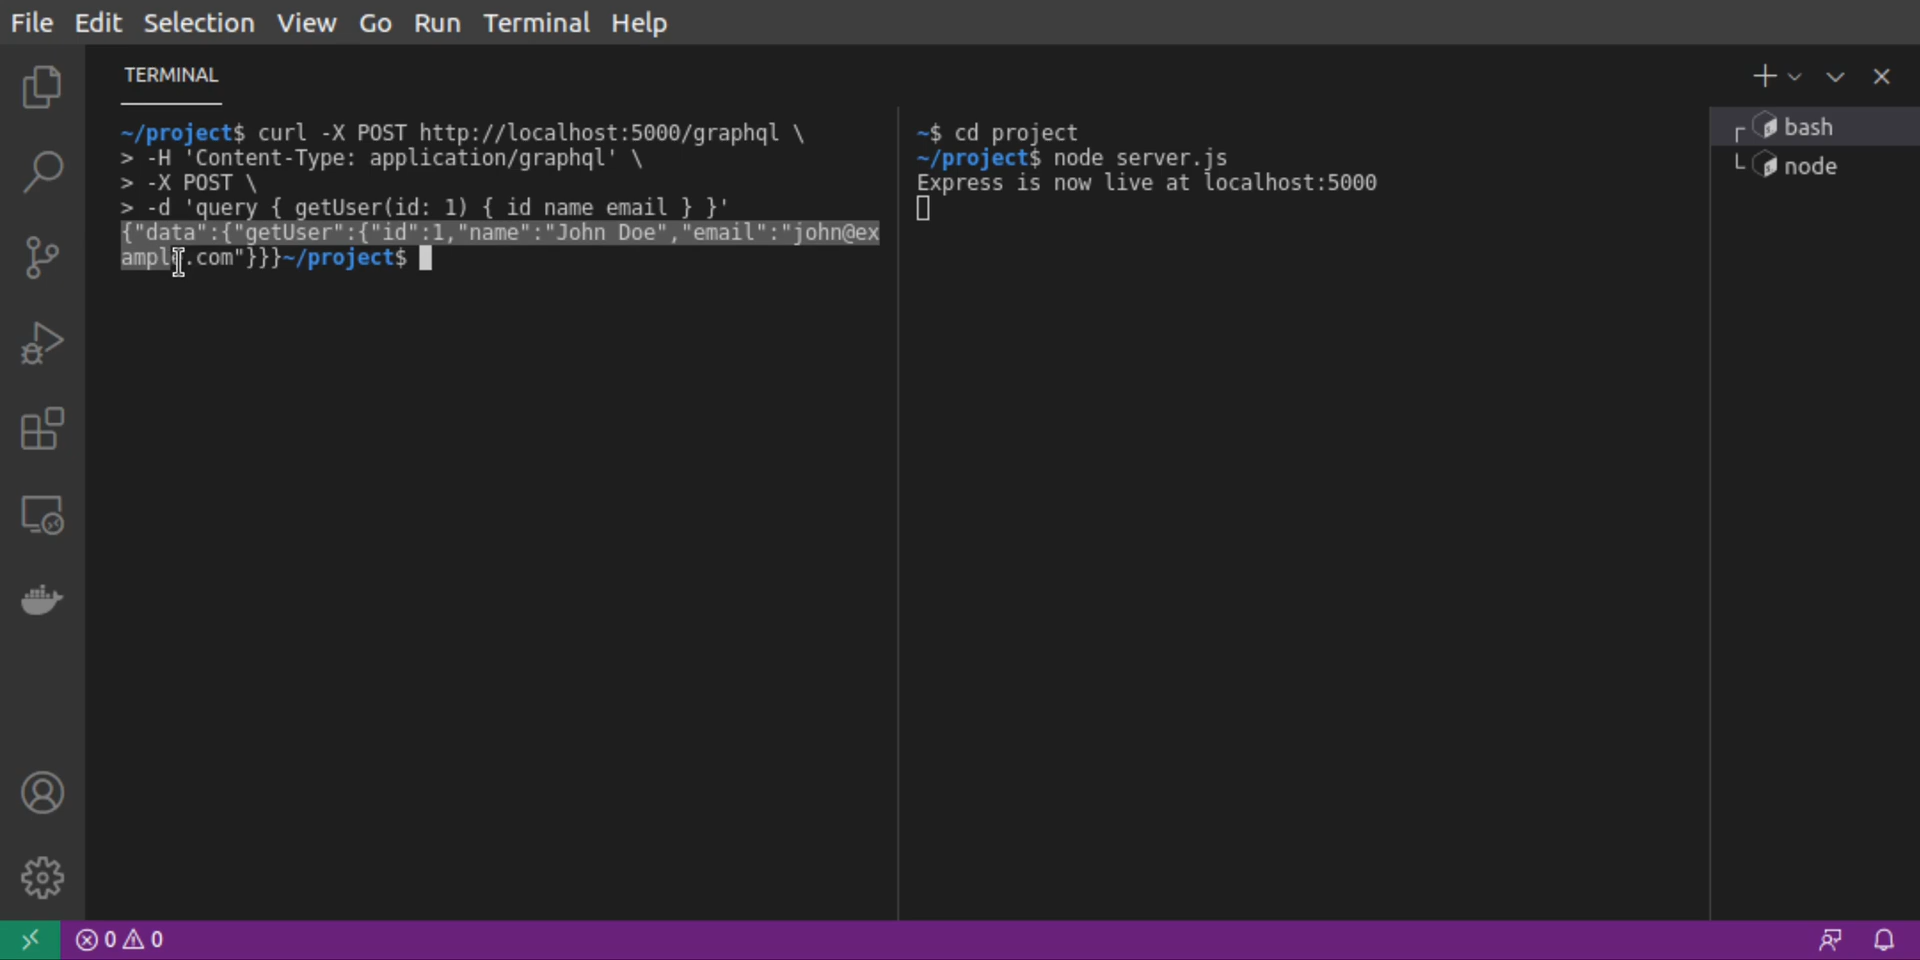 File Edit Selection View Go Run Terminal Help
TERMINAL
~/project$ curl -X POST http://localhost:5000/graphql \
> -H 'Content-Type: application/graphql' \
> -X POST \
> -d 'query { getUser(id: 1) { id name email } }'
{"data":{"getUser":{"id":1,"name":"John Doe","email":"john@ex
ample.com"}}}~/project$
~$ cd project
~/project$ node server.js
Express is now live at localhost:5000
bash
node
0 0